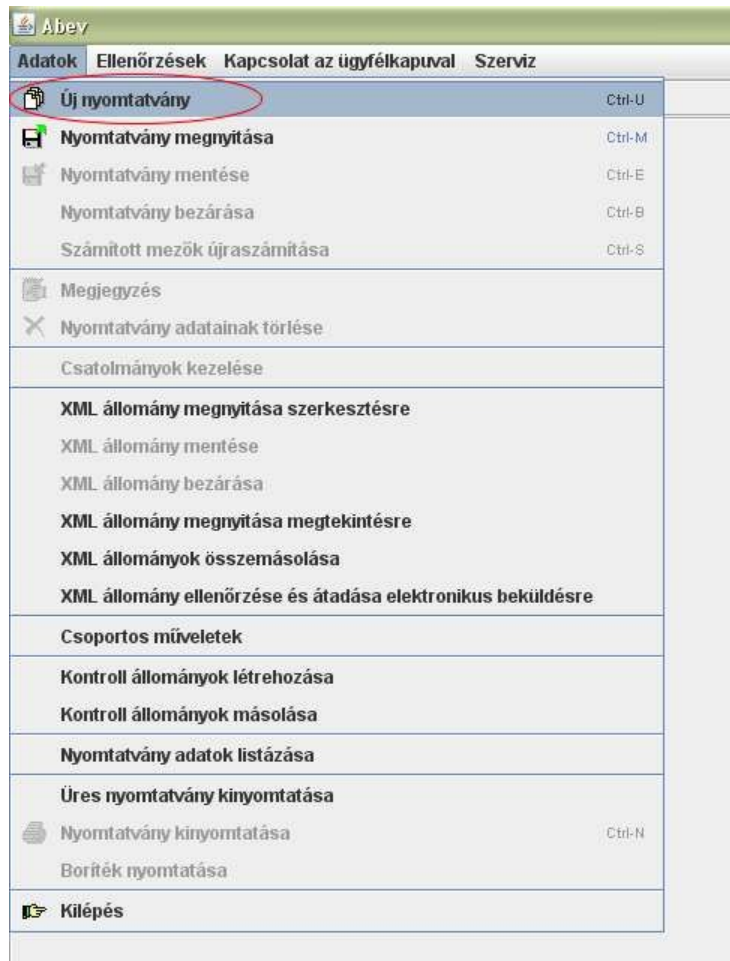 Abev
Adatok Ellenőrzések Kapcsolat az ügyfélkapuval Szerviz
Új nyomtatvány Ctrl-U
Nyomtatvány megnyitása Ctrl-M
Nyomtatvány mentése Ctrl-E
Nyomtatvány bezárása Ctrl-B
Számított mezők újraszámítása Ctrl-S
Megjegyzés
Nyomtatvány adatainak törlése
Csatolmányok kezelése
XML állomány megnyitása szerkesztésre
XML állomány mentése
XML állomány bezárása
XML állomány megnyitása megtekintésre
XML állományok összemásolása
XML állomány ellenőrzése és átadása elektronikus beküldésre
Csoportos műveletek
Kontroll állományok létrehozása
Kontroll állományok másolása
Nyomtatvány adatok listázása
Üres nyomtatvány kinyomtatása
Nyomtatvány kinyomtatása Ctrl-N
Boríték nyomtatása
Kilépés